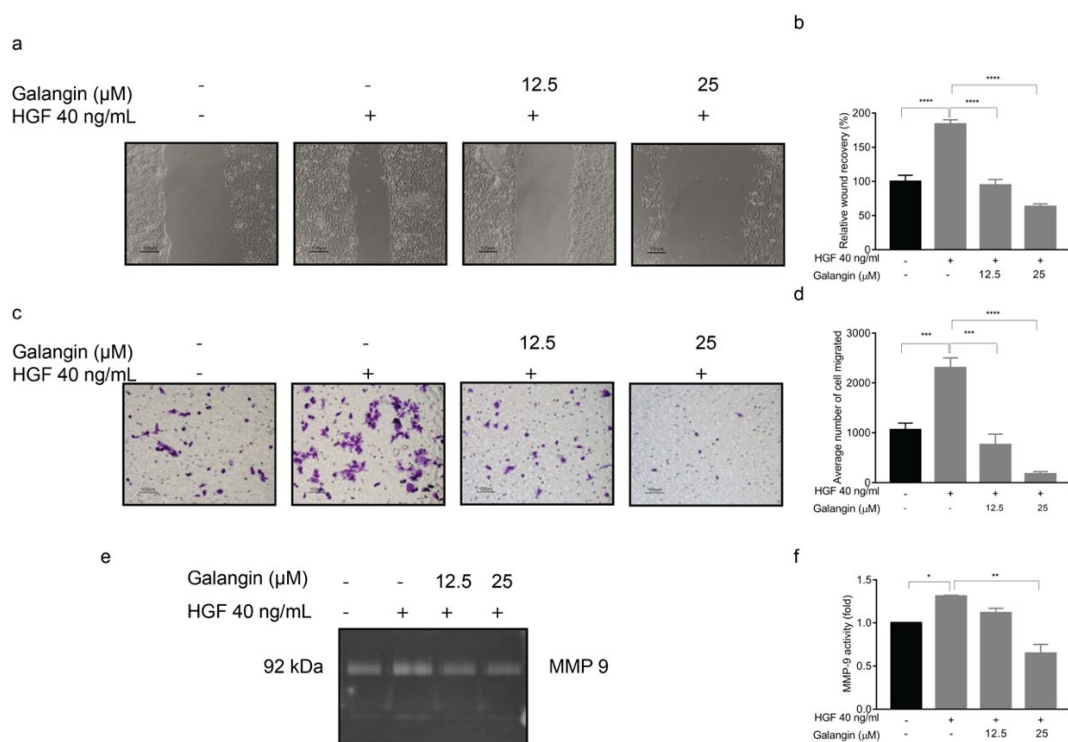 a
Galangin (µM) - - 12.5 25
HGF 40 ng/mL - + + +
b
**** **** ****
Relative wound recovery (%)
200
150
100
50
0
HGF 40 ng/ml - + + +
Galangin (µM) - - 12.5 25
c
Galangin (µM) - - 12.5 25
HGF 40 ng/mL - + + +
d
*** *** ****
Average number of cell migrated
3000
2000
1000
0
HGF 40 ng/ml - + + +
Galangin (µM) - - 12.5 25
e
Galangin (µM) - - 12.5 25
HGF 40 ng/mL - + + +
92 kDa MMP 9
f
* **
MMP-9 activity (fold)
1.5
1.0
0.5
0.0
HGF 40 ng/ml - + + +
Galangin (µM) - - 12.5 25